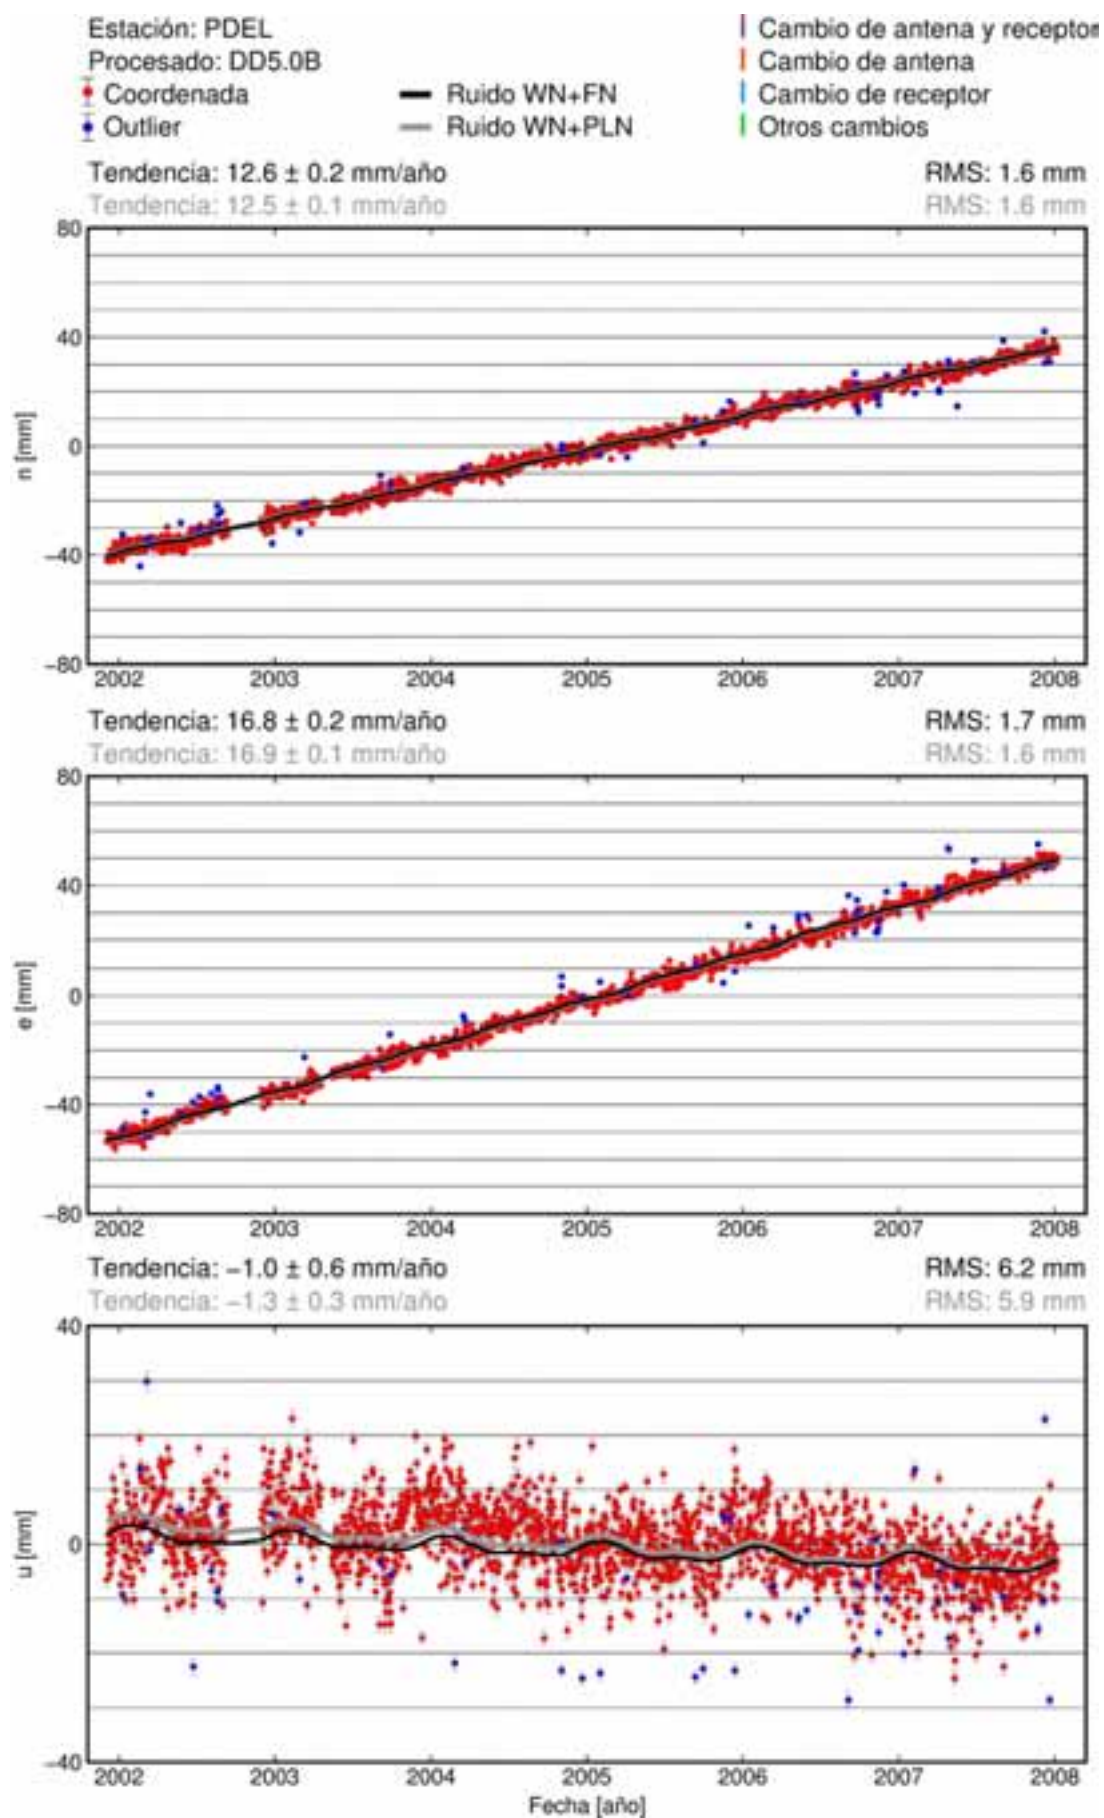 Estación: PDEL
Procesado: DD5.0B
Coordenada
Outlier
Ruido WN+FN
Ruido WN+PLN
Cambio de antena y receptor
Cambio de antena
Cambio de receptor
Otros cambios
Tendencia: 12.6 ± 0.2 mm/año RMS: 1.6 mm
Tendencia: 12.5 ± 0.1 mm/año RMS: 1.6 mm
80
40
0
−40
−80
n [mm]
2002 2003 2004 2005 2006 2007 2008
Tendencia: 16.8 ± 0.2 mm/año RMS: 1.7 mm
Tendencia: 16.9 ± 0.1 mm/año RMS: 1.6 mm
80
40
0
−40
−80
e [mm]
2002 2003 2004 2005 2006 2007 2008
Tendencia: −1.0 ± 0.6 mm/año RMS: 6.2 mm
Tendencia: −1.3 ± 0.3 mm/año RMS: 5.9 mm
40
0
−40
u [mm]
2002 2003 2004 2005 2006 2007 2008
Fecha [año]